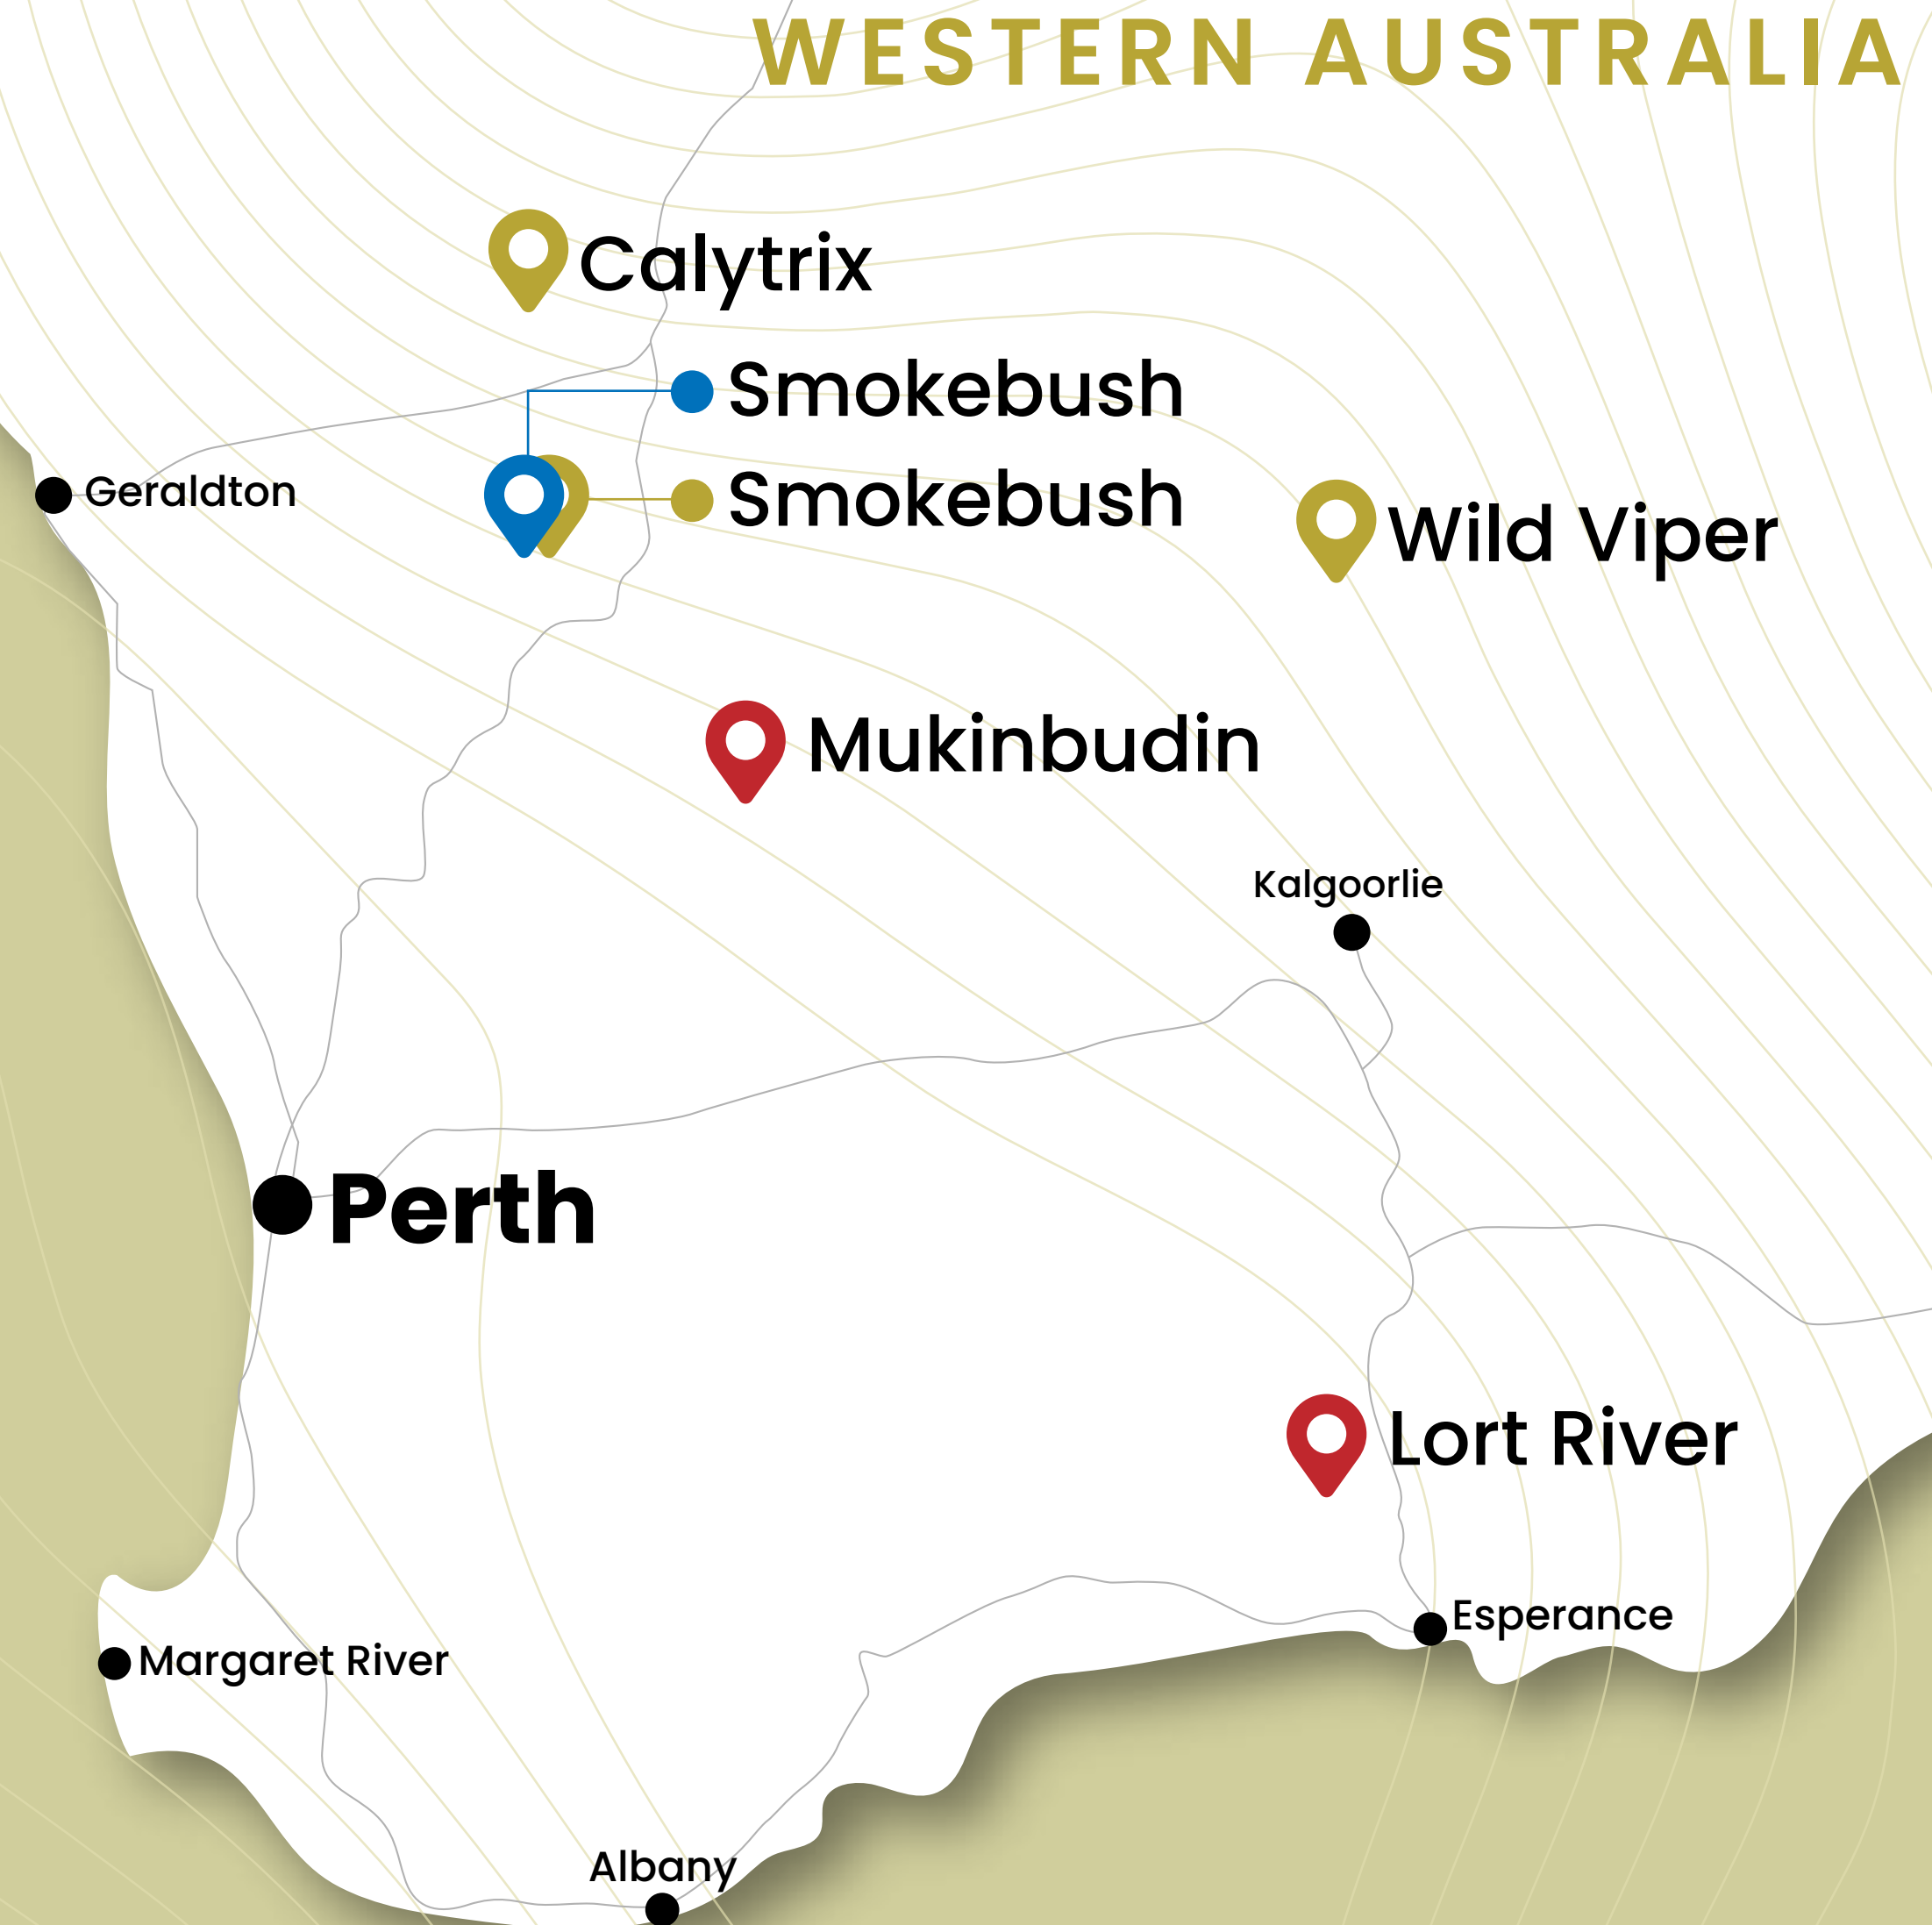 WESTERN AUSTRALIA
Calytrix
Smokebush
Smokebush
Geraldton
Wild Viper
Mukinbudin
Kalgoorlie
Perth
Lort River
Esperance
Margaret River
Albany